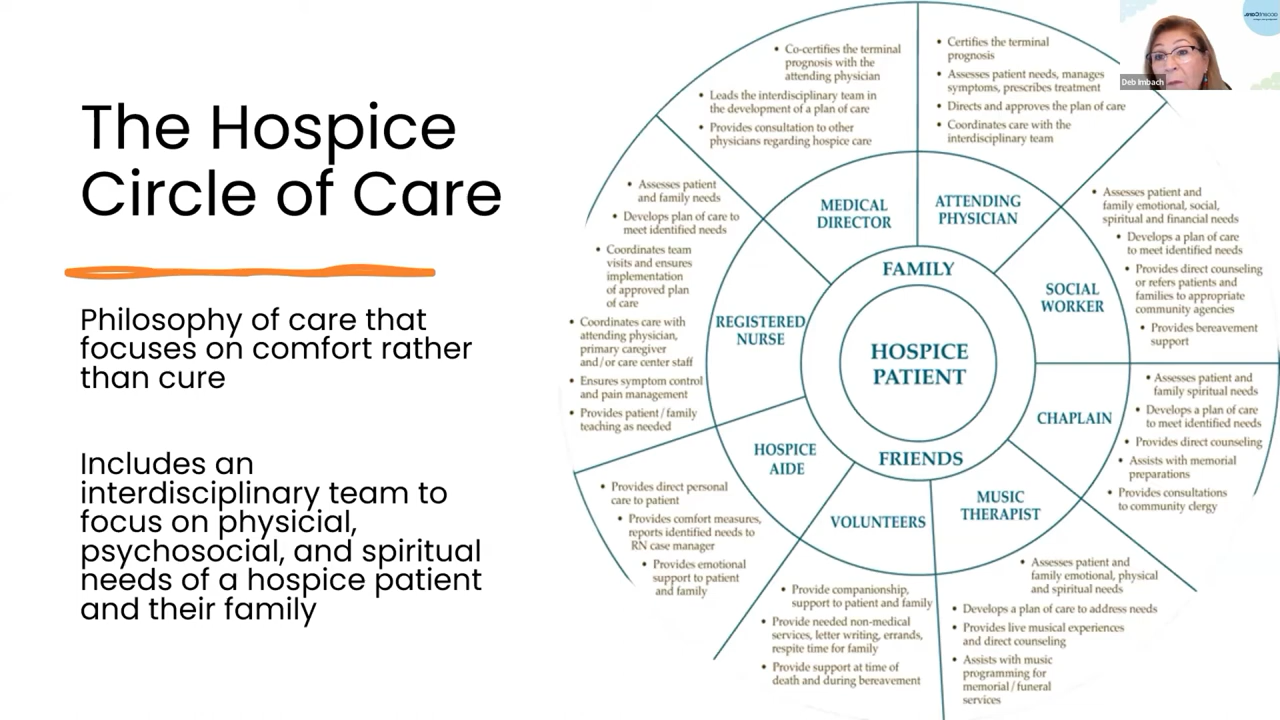 The Hospice
Circle of Care
Philosophy of care that
focuses on comfort rather
than cure
Includes an
interdisciplinary team to
focus on physicial,
psychosocial, and spiritual
needs of a hospice patient
and their family
• Co-certifies the terminal
prognosis with the
attending physician
• Leads the interdisciplinary team in
the development of a plan of care
• Provides consultation to other
physicians regarding hospice care
• Certifies the terminal
prognosis
• Assesses patient needs, manages
symptoms, prescribes treatment
• Directs and approves the plan of care
• Coordinates care with the
interdisciplinary team
Deb Imbach
• Assesses patient
and family needs
• Develops plan of care to
meet identified needs
• Coordinates team
visits and ensures
implementation
of approved plan
of care
• Coordinates care with
attending physician,
primary caregiver
and/or care center staff
• Ensures symptom control
and pain management
• Provides patient/family
teaching as needed
MEDICAL
DIRECTOR
ATTENDING
PHYSICIAN
• Assesses patient and
family emotional, social,
spiritual and financial needs
• Develops a plan of care
to meet identified needs
• Provides direct counseling
or refers patients and
families to appropriate
community agencies
• Provides bereavement
support
FAMILY
SOCIAL
WORKER
REGISTERED
NURSE
HOSPICE
PATIENT
CHAPLAIN
• Assesses patient and
family spiritual needs
• Develops a plan of care
to meet identified needs
• Provides direct counseling
• Assists with memorial
preparations
• Provides consultations
to community clergy
HOSPICE
AIDE
FRIENDS
VOLUNTEERS
MUSIC
THERAPIST
• Provides direct personal
care to patient
• Provides comfort measures,
reports identified needs to
RN case manager
• Provides emotional
support to patient
and family
• Provide companionship,
support to patient and family
• Provide needed non-medical
services, letter writing, errands,
respite time for family
• Provide support at time of
death and during bereavement
• Assesses patient and
family emotional, physical
and spiritual needs
• Develops a plan of care to address needs
• Provides live musical experiences
and direct counseling
• Assists with music
programming for
memorial/funeral
services